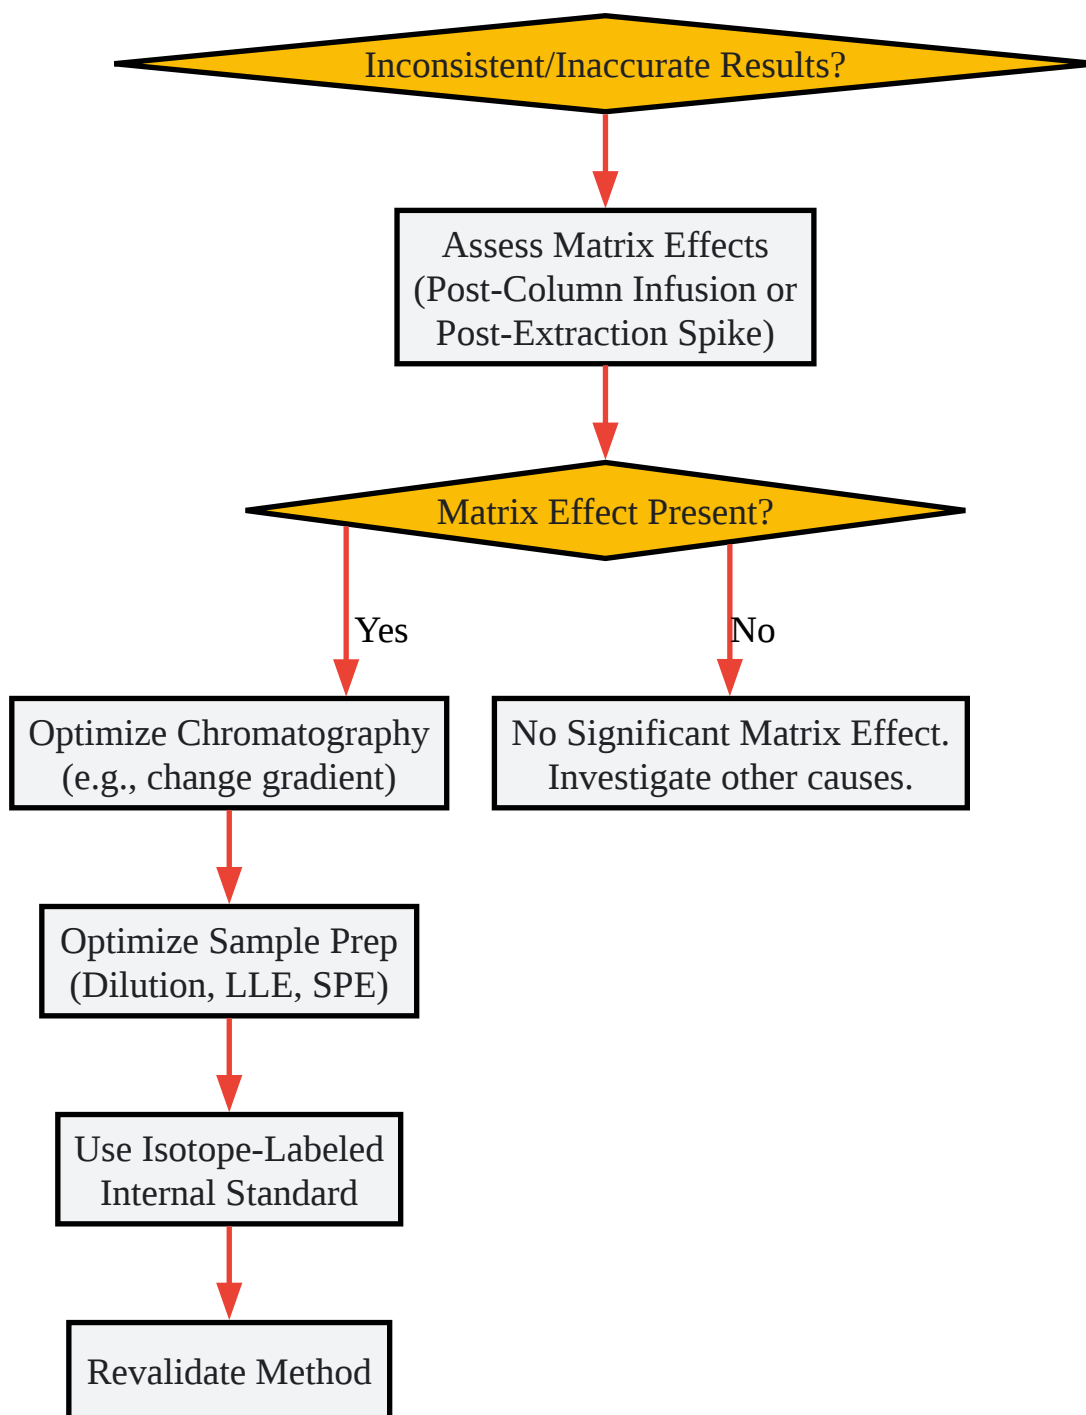 Inconsistent/Inaccurate Results?
Assess Matrix Effects
(Post-Column Infusion or
Post-Extraction Spike)
Matrix Effect Present?
Yes
No
Optimize Chromatography
(e.g., change gradient)
No Significant Matrix Effect.
Investigate other causes.
Optimize Sample Prep
(Dilution, LLE, SPE)
Use Isotope-Labeled
Internal Standard
Revalidate Method